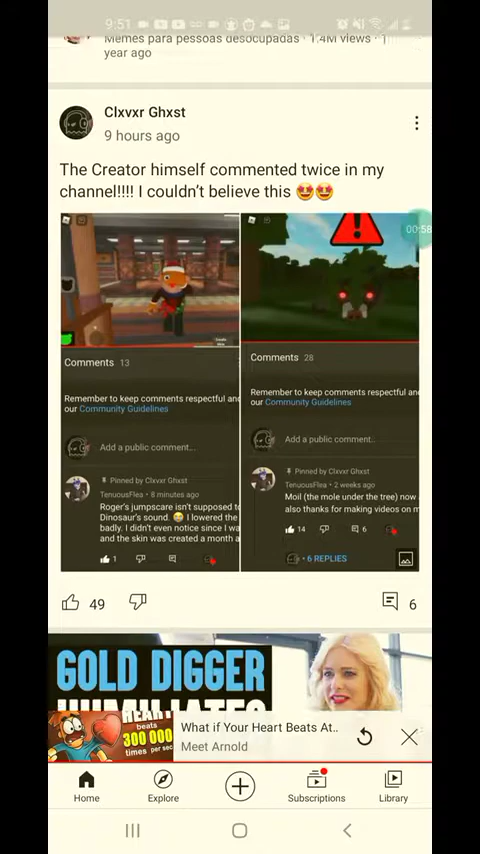 9:51
Memes para pessoas desocupadas · 1.4M views · 1
year ago
Clxvxr Ghxst
9 hours ago
The Creator himself commented twice in my
channel!!!! I couldn't believe this 🤩🤩
00:58
Comments 13
Remember to keep comments respectful and
our Community Guidelines
Add a public comment...
Pinned by Clxvxr Ghxst
TenuousFlea • 8 minutes ago
Roger's jumpscare isn't supposed to
Dinosaur's sound. 😭 I lowered the
badly. I didn't even notice since I wa
and the skin was created a month a
1
Comments 28
Remember to keep comments respectful and
our Community Guidelines
Add a public comment...
Pinned by Clxvxr Ghxst
TenuousFlea • 2 weeks ago
Moil (the mole under the tree) now
also thanks for making videos on m
14
6
• 6 REPLIES
49
6
GOLD DIGGER
HEART
beats
300 000
times per sec
What if Your Heart Beats At..
Meet Arnold
Home
Explore
Subscriptions
Library